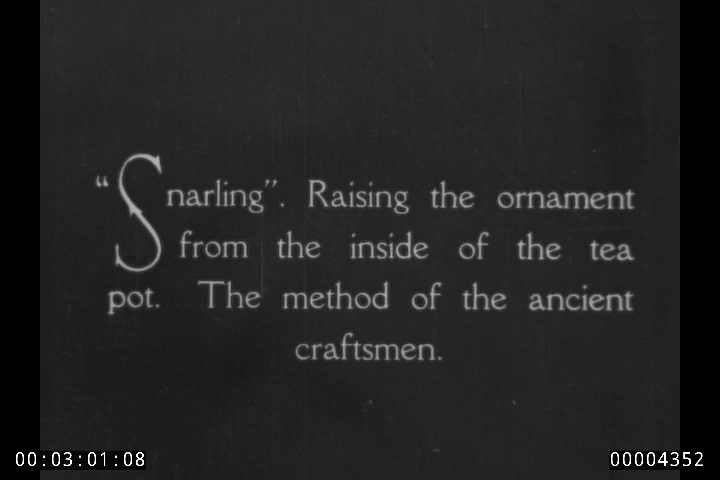 “Snarling”. Raising the ornament
from the inside of the tea
pot. The method of the ancient
craftsmen.
00:03:01:08 00004352